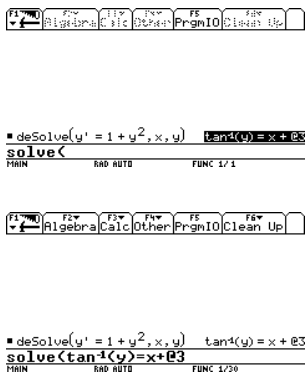 F1 F2 Algebra F3 Calc F4 Other F5 PrgmIO F6 Clean Up
■ deSolve(y' = 1 + y², x, y) tan⁻¹(y) = x + @3
solve(
MAIN RAD AUTO FUNC 1/1
F1 F2 Algebra F3 Calc F4 Other F5 PrgmIO F6 Clean Up
■ deSolve(y' = 1 + y², x, y) tan⁻¹(y) = x + @3
solve(tan⁻¹(y)=x+@3
MAIN RAD AUTO FUNC 1/30